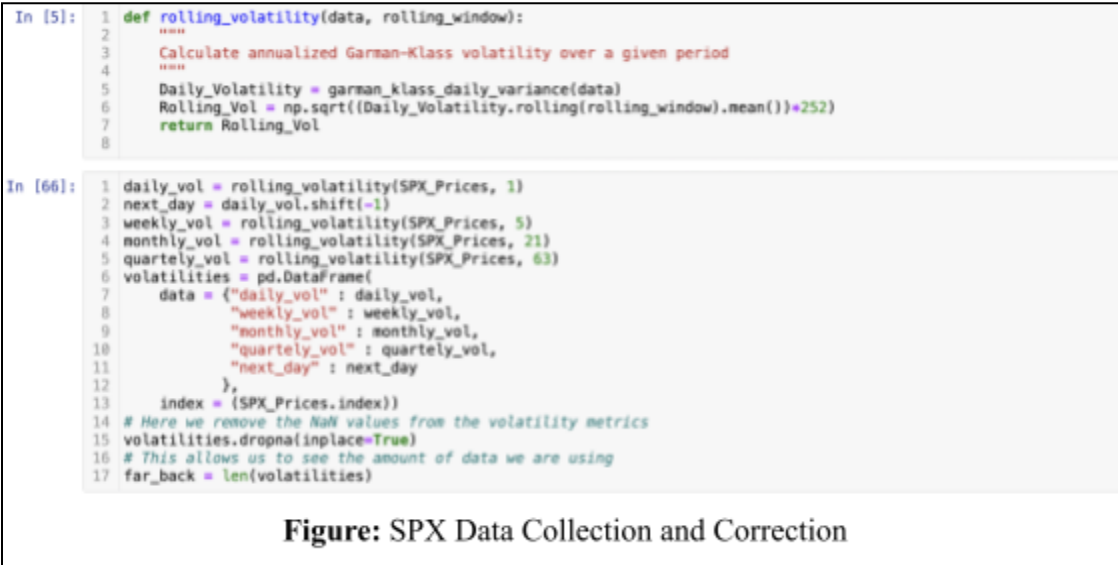 In [5]:
1 def rolling_volatility(data, rolling_window):
2     """
3     Calculate annualized Garman-Klass volatility over a given period
4     """
5     Daily_Volatility = garman_klass_daily_variance(data)
6     Rolling_Vol = np.sqrt((Daily_Volatility.rolling(rolling_window).mean())*252)
7     return Rolling_Vol
8
In [66]:
1 daily_vol = rolling_volatility(SPX_Prices, 1)
2 next_day = daily_vol.shift(-1)
3 weekly_vol = rolling_volatility(SPX_Prices, 5)
4 monthly_vol = rolling_volatility(SPX_Prices, 21)
5 quartely_vol = rolling_volatility(SPX_Prices, 63)
6 volatilities = pd.DataFrame(
7     data = {"daily_vol" : daily_vol,
8             "weekly_vol" : weekly_vol,
9             "monthly_vol" : monthly_vol,
10             "quartely_vol" : quartely_vol,
11             "next_day" : next_day
12            },
13     index = (SPX_Prices.index))
14 # Here we remove the NaN values from the volatility metrics
15 volatilities.dropna(inplace=True)
16 # This allows us to see the amount of data we are using
17 far_back = len(volatilities)
Figure: SPX Data Collection and Correction